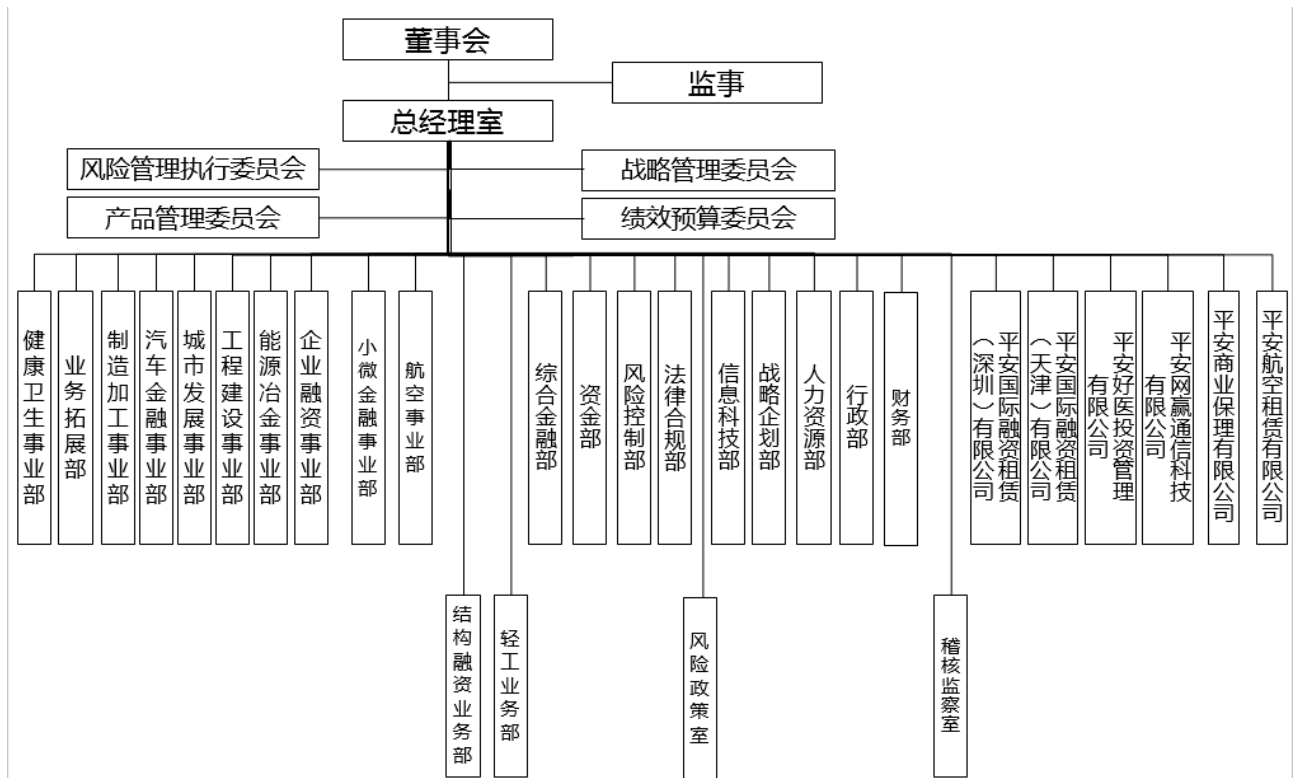 董事会
监事
总经理室
风险管理执行委员会
战略管理委员会
产品管理委员会
绩效预算委员会
健康卫生事业部
业务拓展部
制造加工事业部
汽车金融事业部
城市发展事业部
工程建设事业部
能源冶金事业部
企业融资事业部
小微金融事业部
航空事业部
综合金融部
资金部
风险控制部
法律合规部
信息科技部
战略企划部
人力资源部
行政部
财务部
平安国际融资租赁
（深圳）有限公司
平安国际融资租赁
（天津）有限公司
平安好医投资管理
有限公司
平安网赢通信科技
有限公司
平安商业保理有限公司
平安航空租赁有限公司
结构融资业务部
轻工业务部
风险政策室
稽核监察室